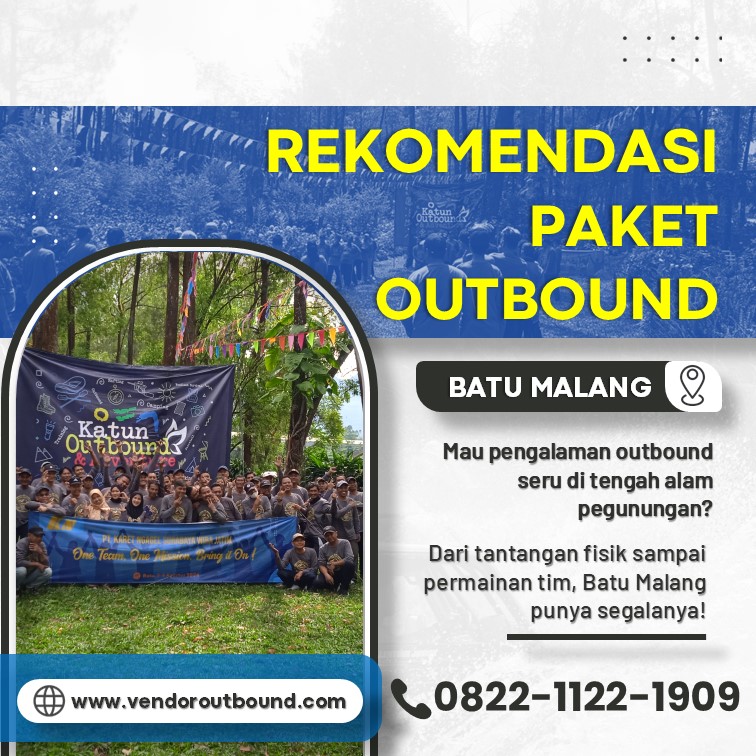 REKOMENDASI
PAKET
OUTBOUND
Katun
Outbound
BATU MALANG
Mau pengalaman outbound
seru di tengah alam
pegunungan?
Dari tantangan fisik sampai
permainan tim, Batu Malang
punya segalanya!
Katun
Outbound
One Team, One Mission, Bring it On !
www.vendoroutbound.com
0822-1122-1909